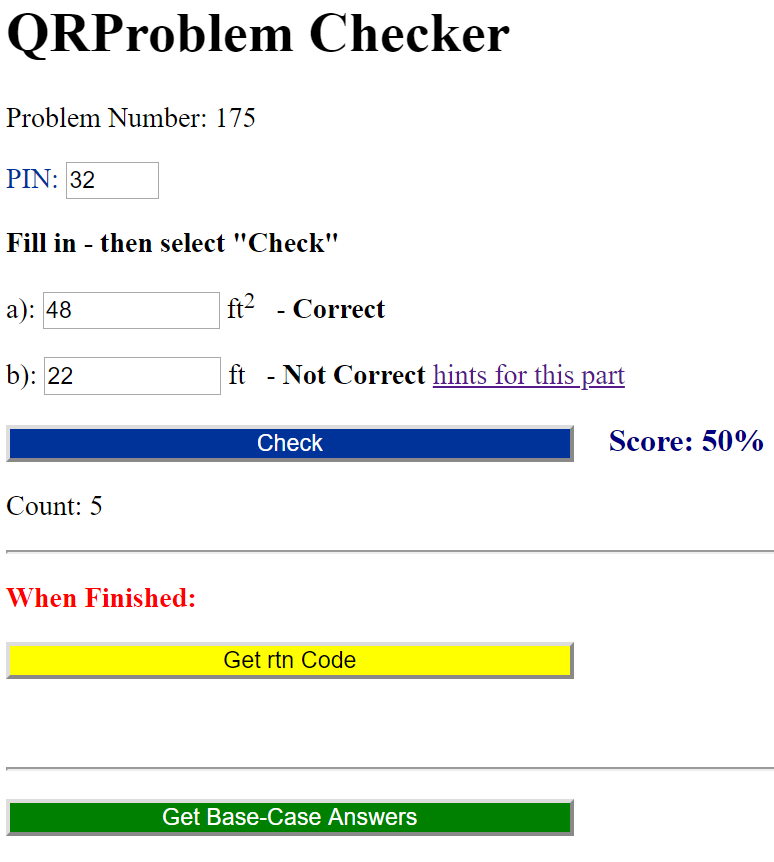 QRProblem Checker
Problem Number: 175
PIN: 32
Fill in - then select "Check"
a): 48 ft² - Correct
b): 22 ft - Not Correct hints for this part
Check Score: 50%
Count: 5
When Finished:
Get rtn Code
Get Base-Case Answers